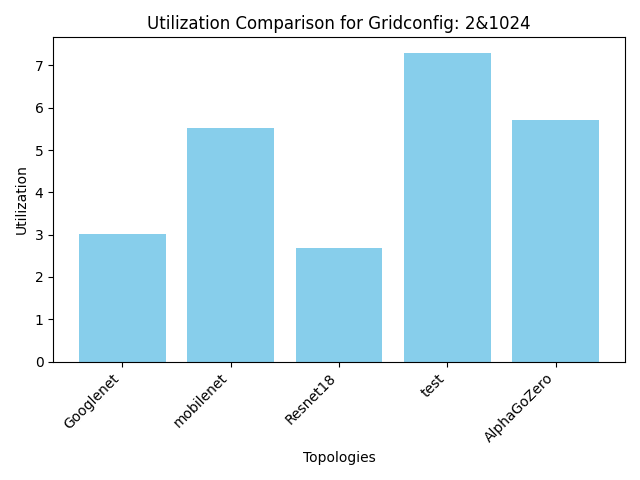 Utilization Comparison for Gridconfig: 2&1024
Utilization
7
6
5
4
3
2
1
0
Googlenet
mobilenet
Resnet18
test
AlphaGoZero
Topologies